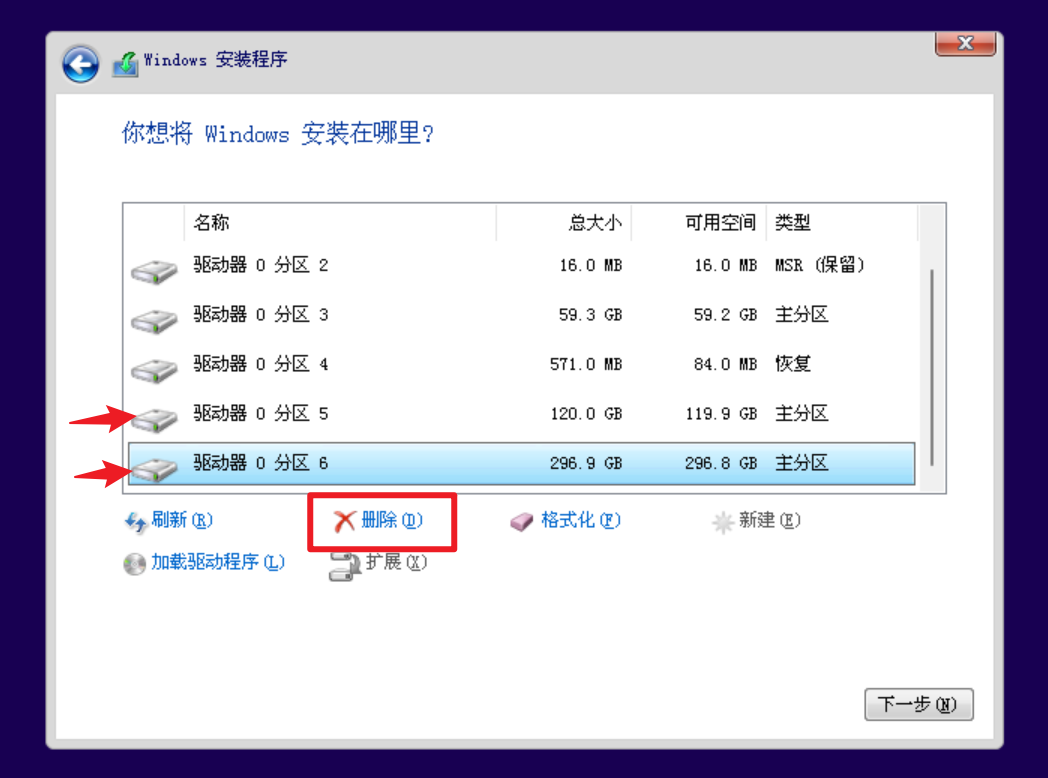 Windows 安装程序
你想将 Windows 安装在哪里?
名称 总大小 可用空间 类型
驱动器 0 分区 2 16.0 MB 16.0 MB MSR (保留)
驱动器 0 分区 3 59.3 GB 59.2 GB 主分区
驱动器 0 分区 4 571.0 MB 84.0 MB 恢复
驱动器 0 分区 5 120.0 GB 119.9 GB 主分区
驱动器 0 分区 6 296.9 GB 296.8 GB 主分区
刷新(R) 删除(D) 格式化(F) 新建(E)
加载驱动程序(L) 扩展(X)
下一步(N)